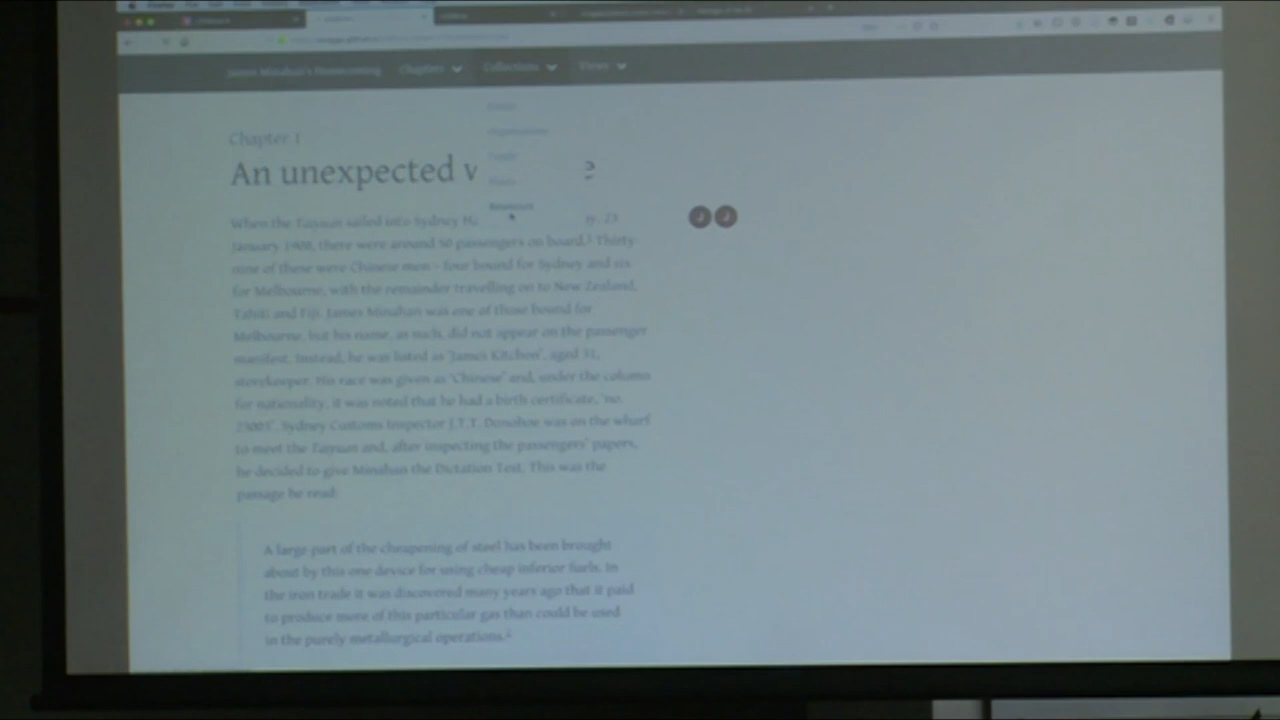 James Minahan's Homecoming Chapters Collections Views
Chapter 1
An unexpected v e
Resources
When the Taiyuan sailed into Sydney Ha y, 23
January 1908, there were around 50 passengers on board.¹ Thirty
nine of these were Chinese men – four bound for Sydney and six
for Melbourne, with the remainder travelling on to New Zealand,
Tahiti and Fiji. James Minahan was one of those bound for
Melbourne, but his name, as such, did not appear on the passenger
manifest. Instead, he was listed as 'James Kitchen', aged 31,
storekeeper. His race was given as 'Chinese' and, under the column
for nationality, it was noted that he had a birth certificate, 'no.
Sydney Customs Inspector J.T.T. Donohoe was on the wharf
to meet the Taiyuan and, after inspecting the passengers' papers,
he decided to give Minahan the Dictation Test. This was the
passage he read:
A large part of the cheapening of steel has been brought
about by this one device for using cheap inferior fuels. In
the iron trade it was discovered many years ago that it paid
to produce more of this particular gas than could be used
in the purely metallurgical operations.²